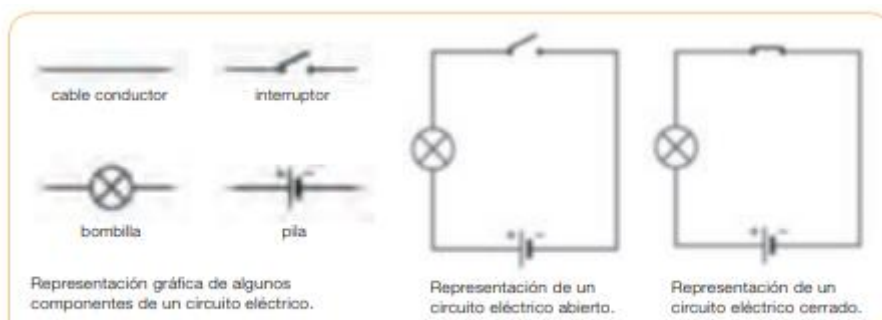 cable conductor
interruptor
bombilla
pila
Representación gráfica de algunos
componentes de un circuito eléctrico.
Representación de un
circuito eléctrico abierto.
Representación de un
circuito eléctrico cerrado.